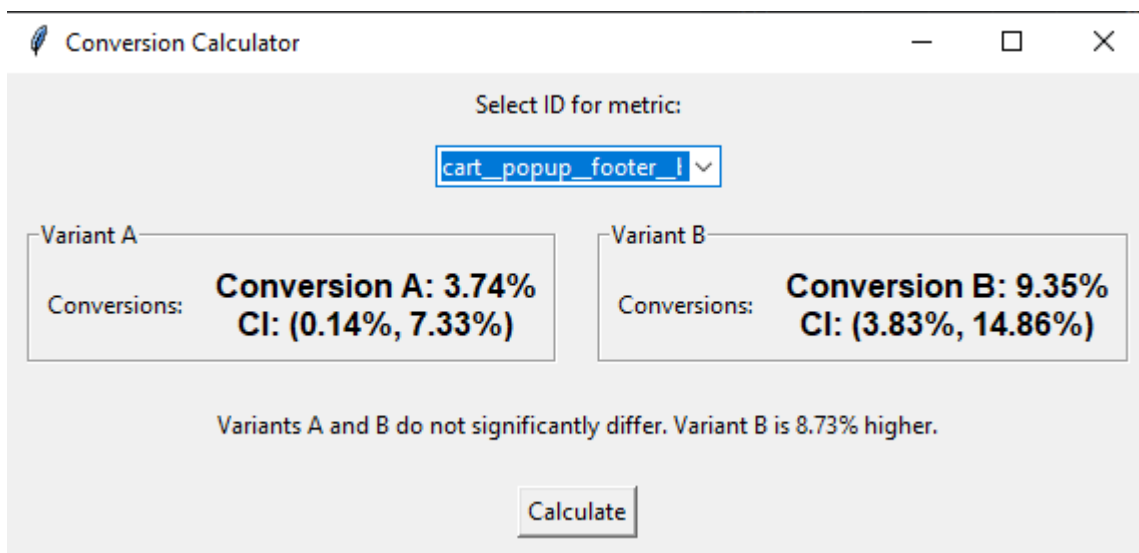 Conversion Calculator
Select ID for metric:
cart__popup__footer__
Variant A
Conversions:
Conversion A: 3.74%
CI: (0.14%, 7.33%)
Variant B
Conversions:
Conversion B: 9.35%
CI: (3.83%, 14.86%)
Variants A and B do not significantly differ. Variant B is 8.73% higher.
Calculate